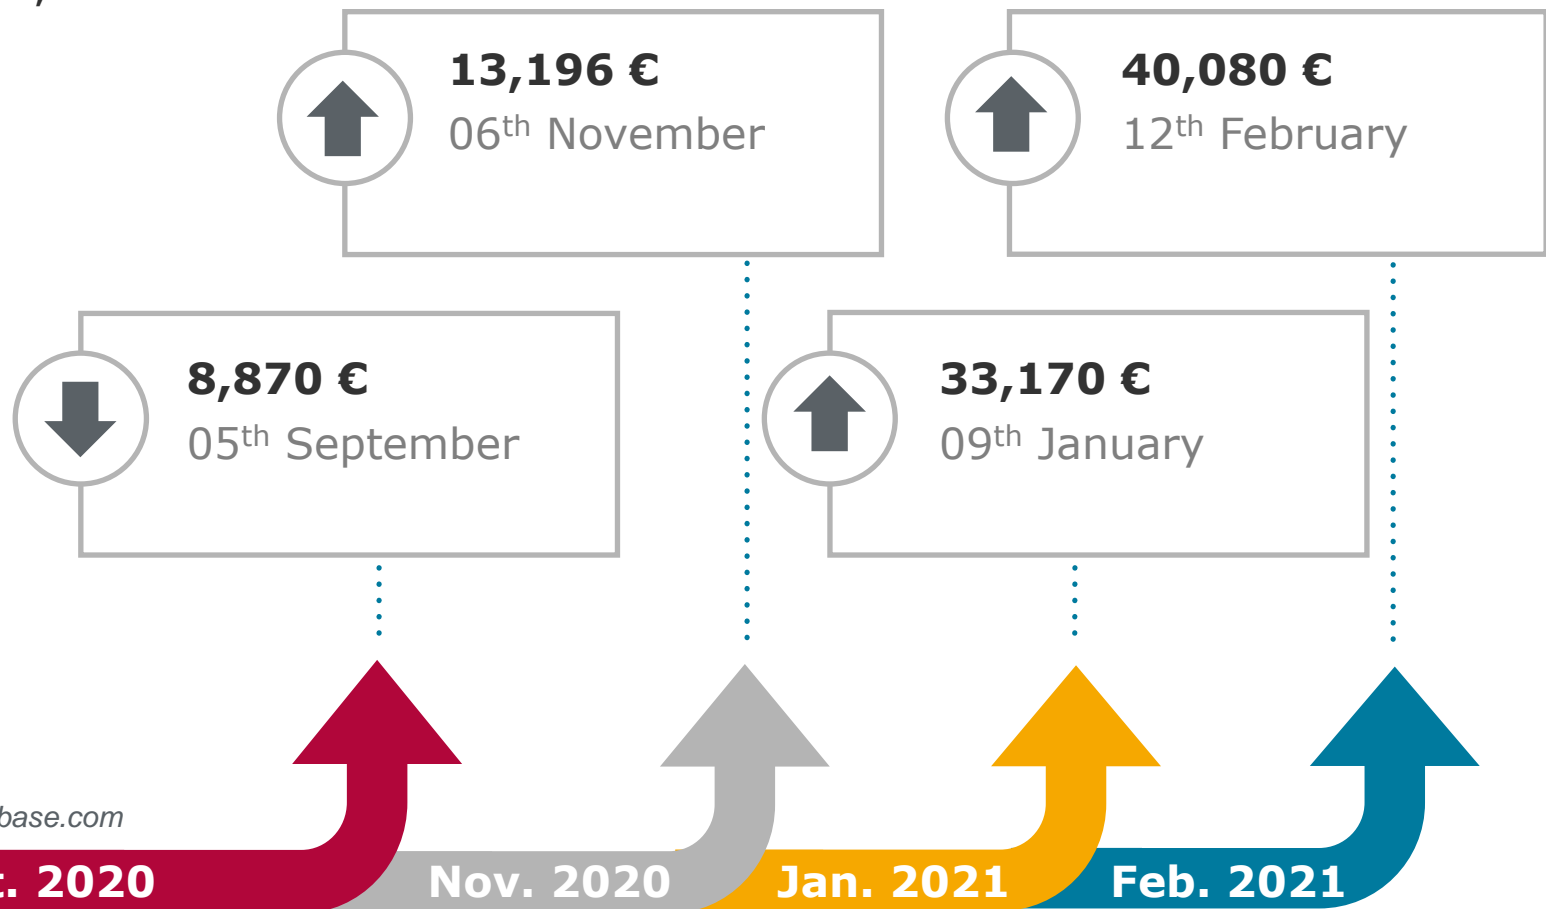 13,196 €
06th November
40,080 €
12th February
8,870 €
05th September
33,170 €
09th January
base.com
t. 2020
Nov. 2020
Jan. 2021
Feb. 2021